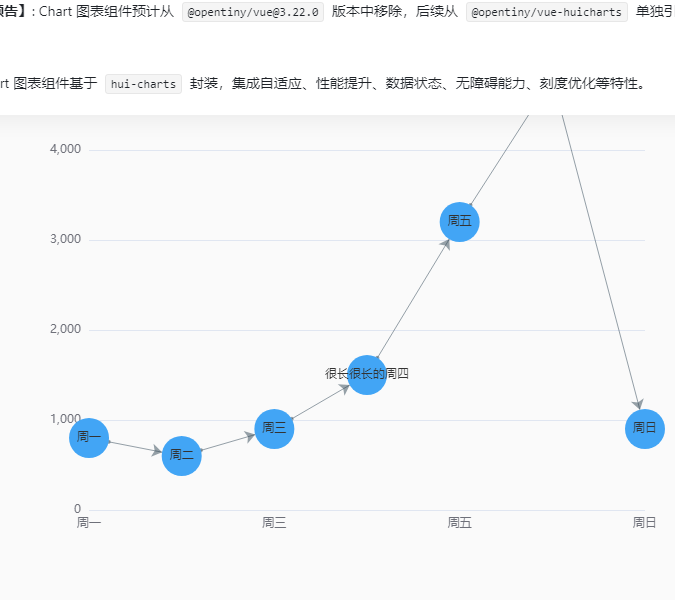 预告】: Chart 图表组件预计从 @opentiny/vue@3.22.0 版本中移除，后续从 @opentiny/vue-huicharts 单独引
rt 图表组件基于 hui-charts 封装，集成自适应、性能提升、数据状态、无障碍能力、刻度优化等特性。
4,000
3,000
周五
2,000
很长很长的周四
1,000
周一
周二
周三
周日
0
周一
周三
周五
周日